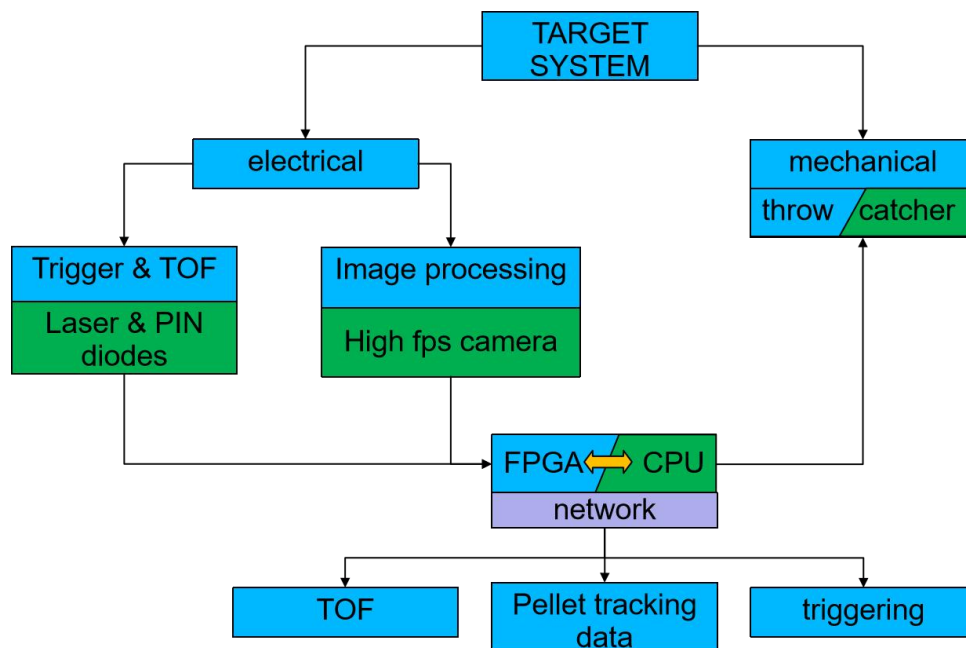 TARGET
SYSTEM
electrical
mechanical
throw catcher
Trigger & TOF
Image processing
Laser & PIN
diodes
High fps camera
FPGA CPU
network
TOF
Pellet tracking
data
triggering